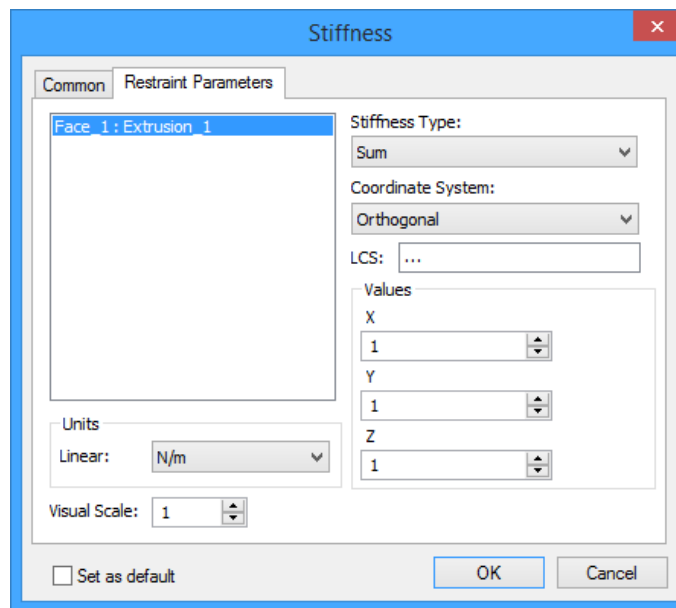 Stiffness
Common
Restraint Parameters
Face_1 : Extrusion_1
Stiffness Type:
Sum
Coordinate System:
Orthogonal
LCS: ...
Values
X
1
Y
1
Z
1
Units
Linear: N/m
Visual Scale: 1
Set as default
OK
Cancel